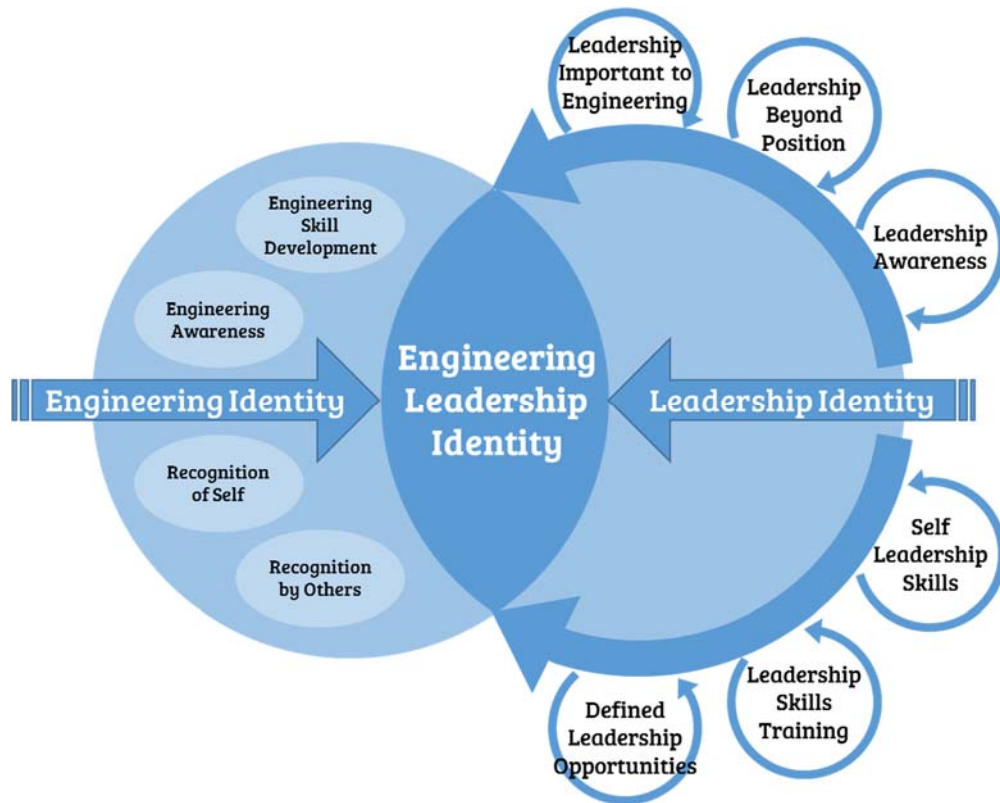 Leadership
Important to
Engineering
Leadership
Beyond
Position
Leadership
Awareness
Engineering
Skill
Development
Engineering
Awareness
Engineering Identity
Engineering
Leadership
Identity
Leadership Identity
Recognition
of Self
Recognition
by Others
Self
Leadership
Skills
Leadership
Skills
Training
Defined
Leadership
Opportunities